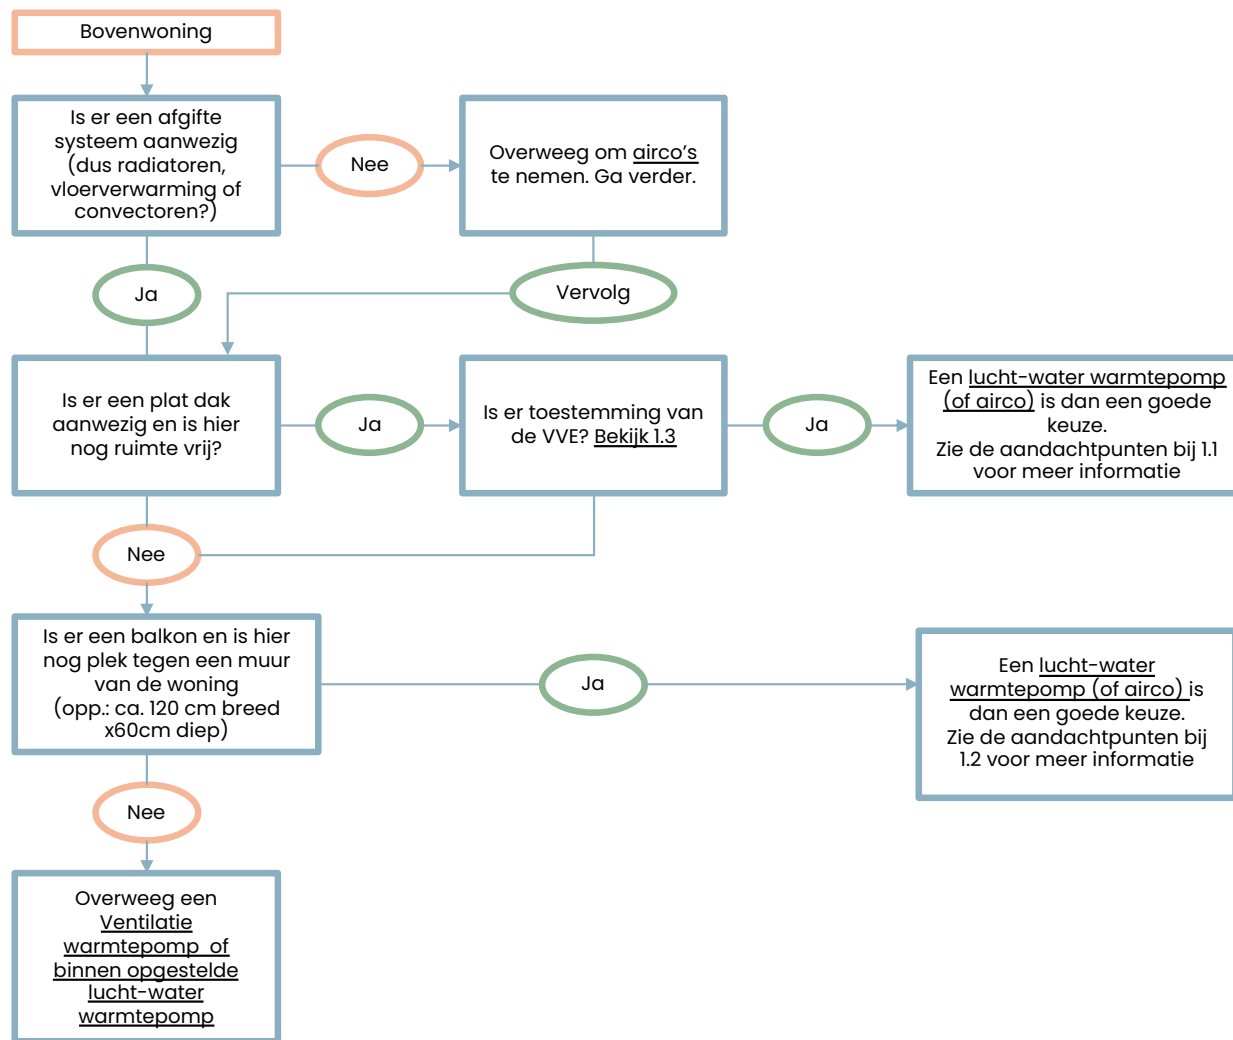 Bovenwoning
Is er een afgifte
systeem aanwezig
(dus radiatoren,
vloerverwarming of
convectoren?)
Nee
Overweeg om airco's
te nemen. Ga verder.
Ja
Vervolg
Is er een plat dak
aanwezig en is hier
nog ruimte vrij?
Ja
Is er toestemming van
de VVE? Bekijk 1.3
Ja
Een lucht-water warmtepomp
(of airco) is dan een goede
keuze.
Zie de aandachtpunten bij 1.1
voor meer informatie
Nee
Is er een balkon en is hier
nog plek tegen een muur
van de woning
(opp.: ca. 120 cm breed
x60cm diep)
Ja
Een lucht-water
warmtepomp (of airco) is
dan een goede keuze.
Zie de aandachtpunten bij
1.2 voor meer informatie
Nee
Overweeg een
Ventilatie
warmtepomp of
binnen opgestelde
lucht-water
warmtepomp